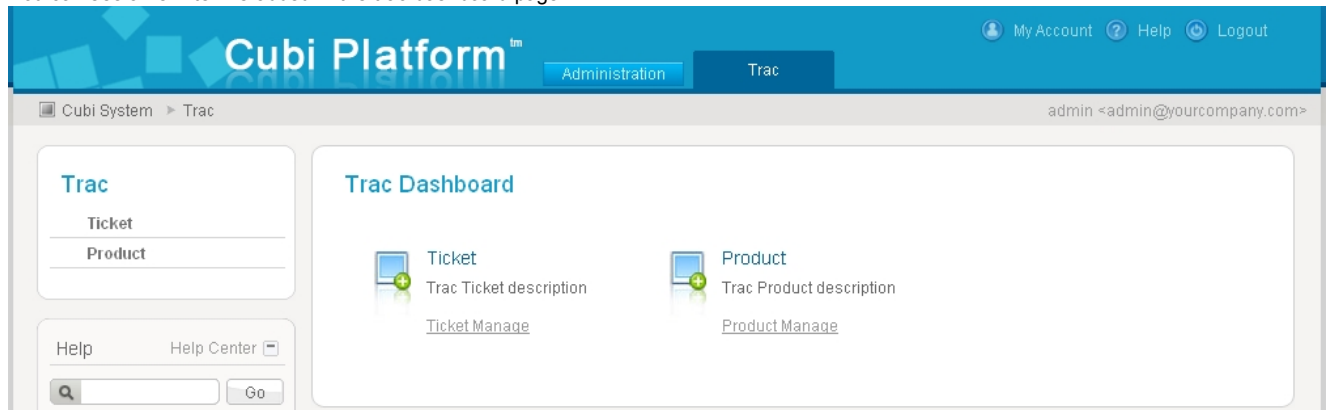 My Account Help Logout
Cubi Platform™
Administration Trac
Cubi System Trac admin <admin@yourcompany.com>
Trac
Ticket
Product
Help Help Center
Go
Trac Dashboard
Ticket
Trac Ticket description
Ticket Manage
Product
Trac Product description
Product Manage